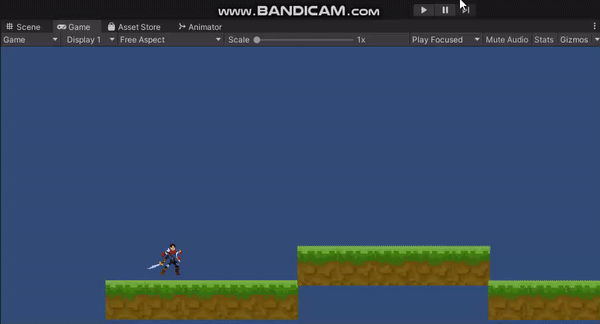 www.BANDICAM.com
Scene Game Asset Store Animator
Game Display 1 Free Aspect Scale 1x Play Focused Mute Audio Stats Gizmos